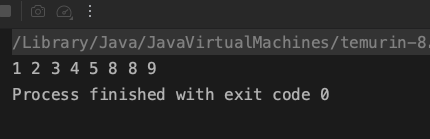 /Library/Java/JavaVirtualMachines/temurin-8.
1 2 3 4 5 8 8 9
Process finished with exit code 0